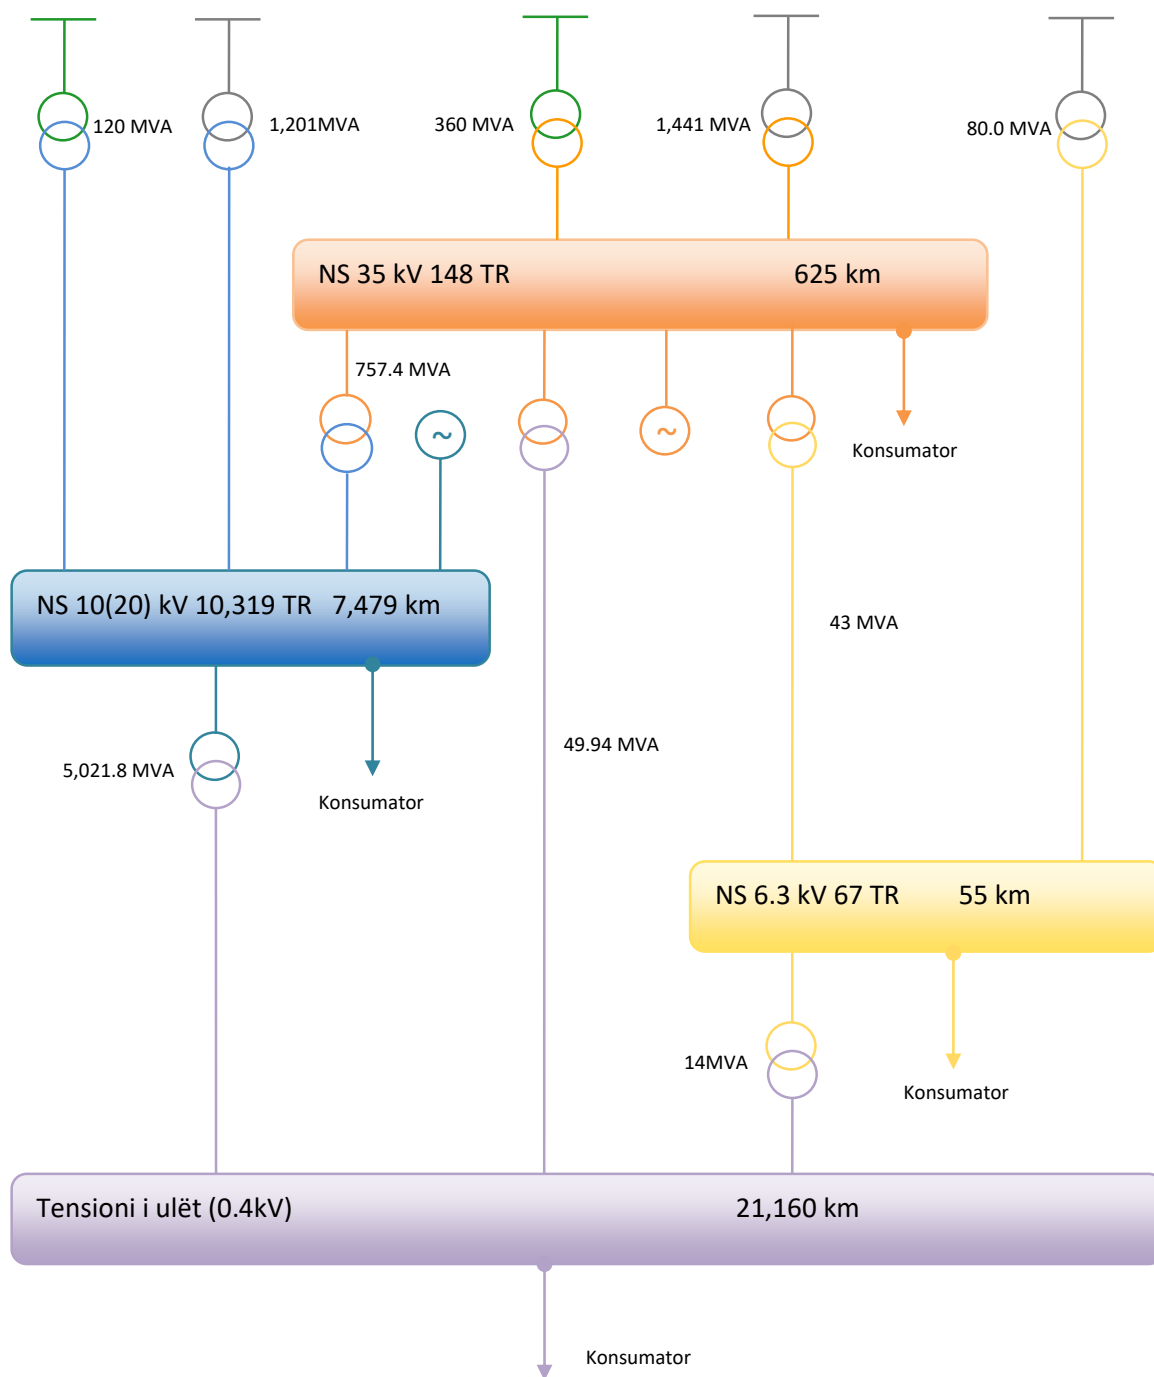 120 MVA
1,201MVA
360 MVA
1,441 MVA
80.0 MVA
NS 35 kV 148 TR 625 km
757.4 MVA
~
~
Konsumator
NS 10(20) kV 10,319 TR 7,479 km
43 MVA
49.94 MVA
5,021.8 MVA
Konsumator
NS 6.3 kV 67 TR 55 km
14MVA
Konsumator
Tensioni i ulët (0.4kV) 21,160 km
Konsumator